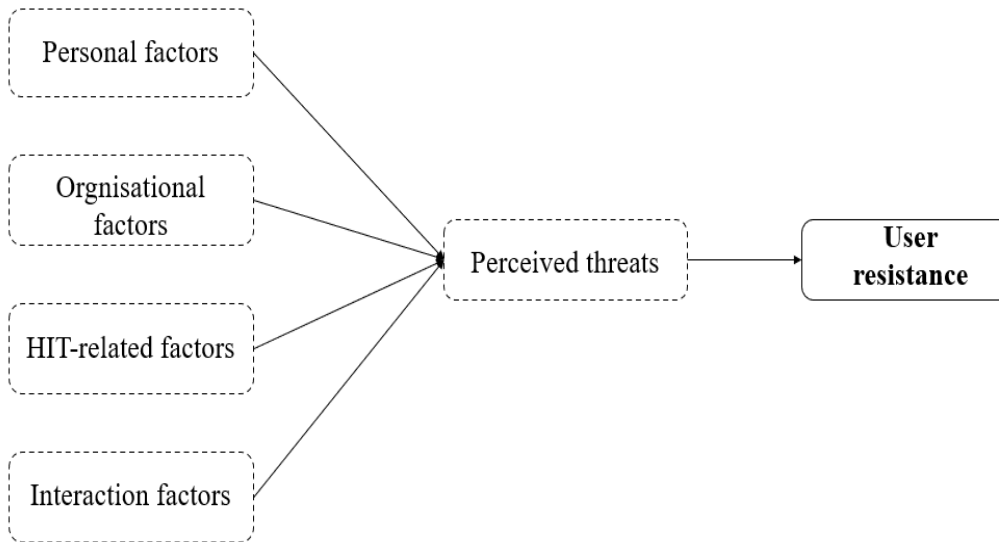 Personal factors
Orgnisational
factors
HIT-related factors
Interaction factors
Perceived threats
User
resistance